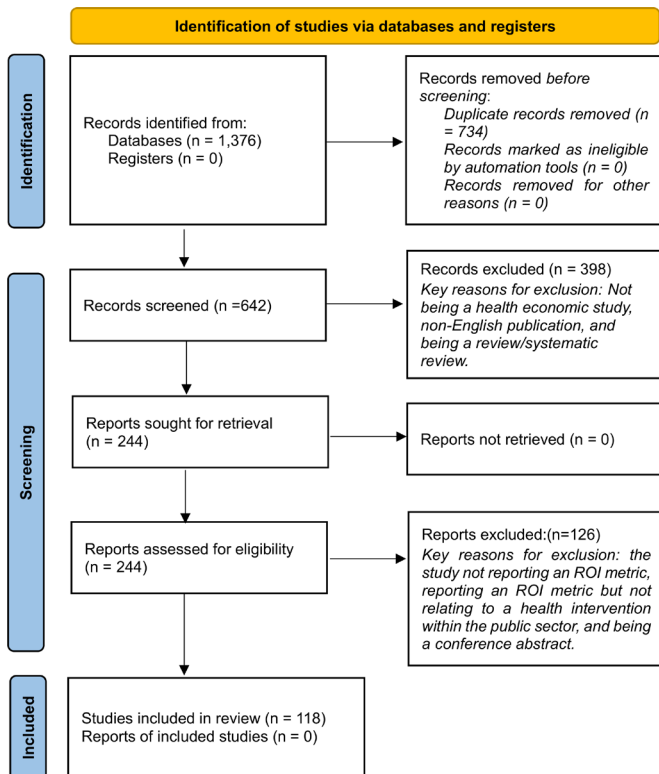 Identification of studies via databases and registers
Identification
Records identified from:
Databases (n = 1,376)
Registers (n = 0)
Records removed before
screening:
Duplicate records removed (n
= 734)
Records marked as ineligible
by automation tools (n = 0)
Records removed for other
reasons (n = 0)
Screening
Records screened (n =642)
Records excluded (n = 398)
Key reasons for exclusion: Not
being a health economic study,
non-English publication, and
being a review/systematic
review.
Reports sought for retrieval
(n = 244)
Reports not retrieved (n = 0)
Reports assessed for eligibility
(n = 244)
Reports excluded:(n=126)
Key reasons for exclusion: the
study not reporting an ROI metric,
reporting an ROI metric but not
relating to a health intervention
within the public sector, and being
a conference abstract.
Included
Studies included in review (n = 118)
Reports of included studies (n = 0)